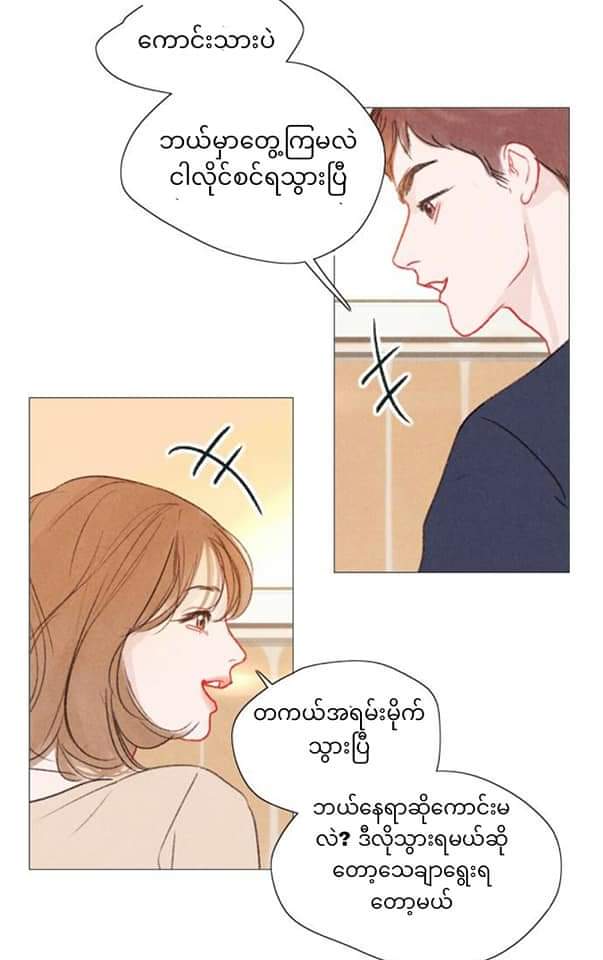 ကောင်းသားပဲ
ဘယ်မှာတွေ့ကြမလဲ
ငါလိုင်စင်ရသွားပြီ
တကယ်အရမ်းမိုက်
သွားပြီ
ဘယ်နေရာဆိုကောင်းမ
လဲ? ဒီလိုသွားရမယ်ဆို
တော့သေချာရွေးရ
တော့မယ်